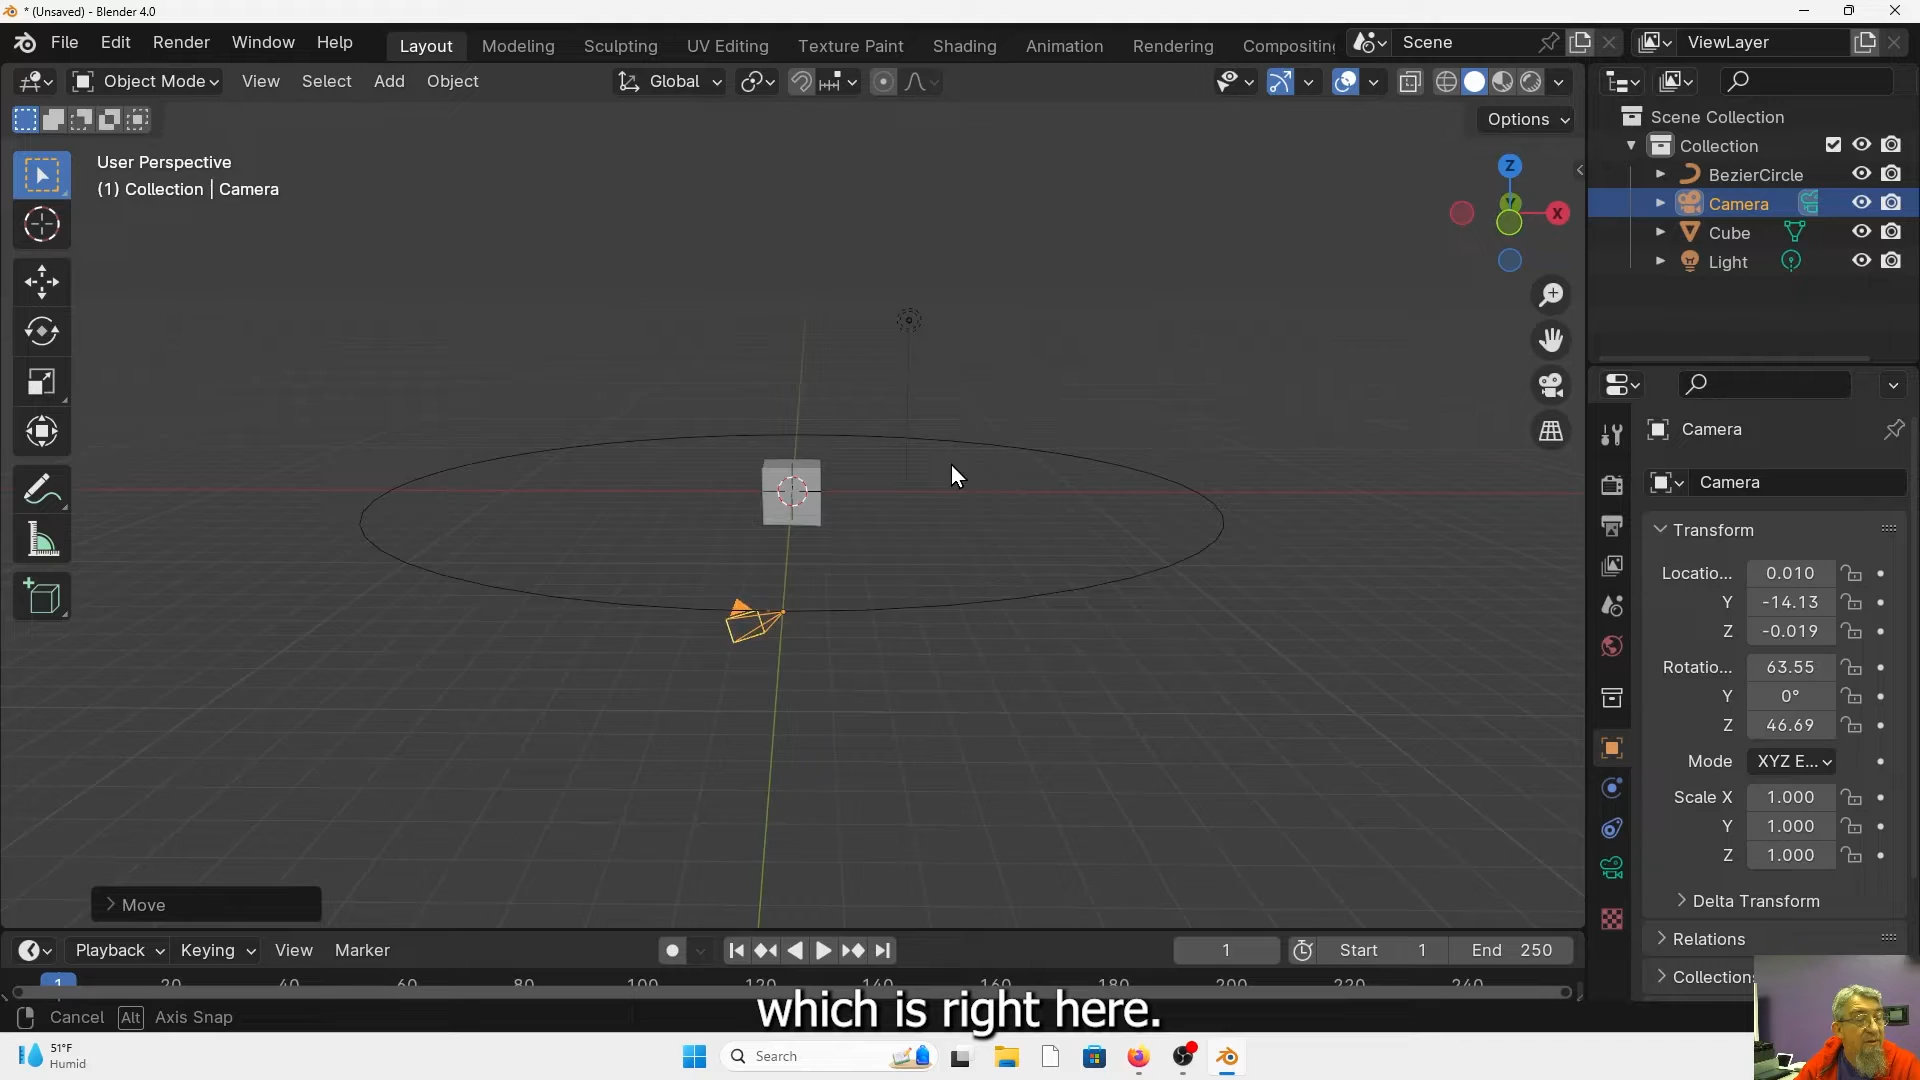 * (Unsaved) - Blender 4.0
File Edit Render Window Help
Layout Modeling Sculpting UV Editing Texture Paint Shading Animation Rendering Compositing
Scene
ViewLayer
Object Mode View Select Add Object
Global
Options
User Perspective
(1) Collection | Camera
Z
Y
X
Scene Collection
Collection
BezierCircle
Camera
Cube
Light
Camera
Camera
Transform
Locatio... 0.010
Y -14.13
Z -0.019
Rotatio... 63.55
Y 0°
Z 46.69
Mode XYZ E...
Scale X 1.000
Y 1.000
Z 1.000
Delta Transform
Relations
Collections
Move
Playback Keying View Marker
1
Start 1
End 250
1 20 40 60 80 100 120 140 160 180 200 220 240
Cancel Alt Axis Snap
which is right here.
51°F
Humid
Search